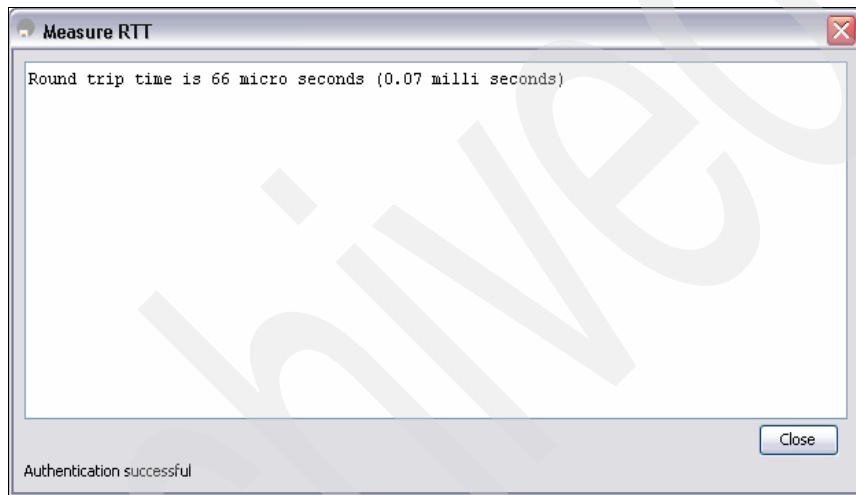 Measure RTT
Round trip time is 66 micro seconds (0.07 milli seconds)
Close
Authentication successful